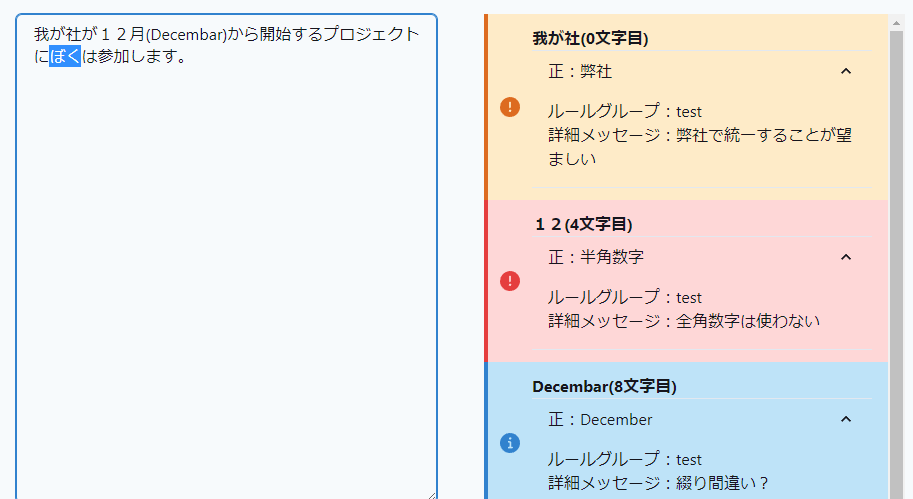 我が社が１２月(Decembar)から開始するプロジェクト
にぼくは参加します。
我が社(0文字目)
正：弊社
ルールグループ：test
詳細メッセージ：弊社で統一することが望
ましい
１２(4文字目)
正：半角数字
ルールグループ：test
詳細メッセージ：全角数字は使わない
Decembar(8文字目)
正：December
ルールグループ：test
詳細メッセージ：綴り間違い？